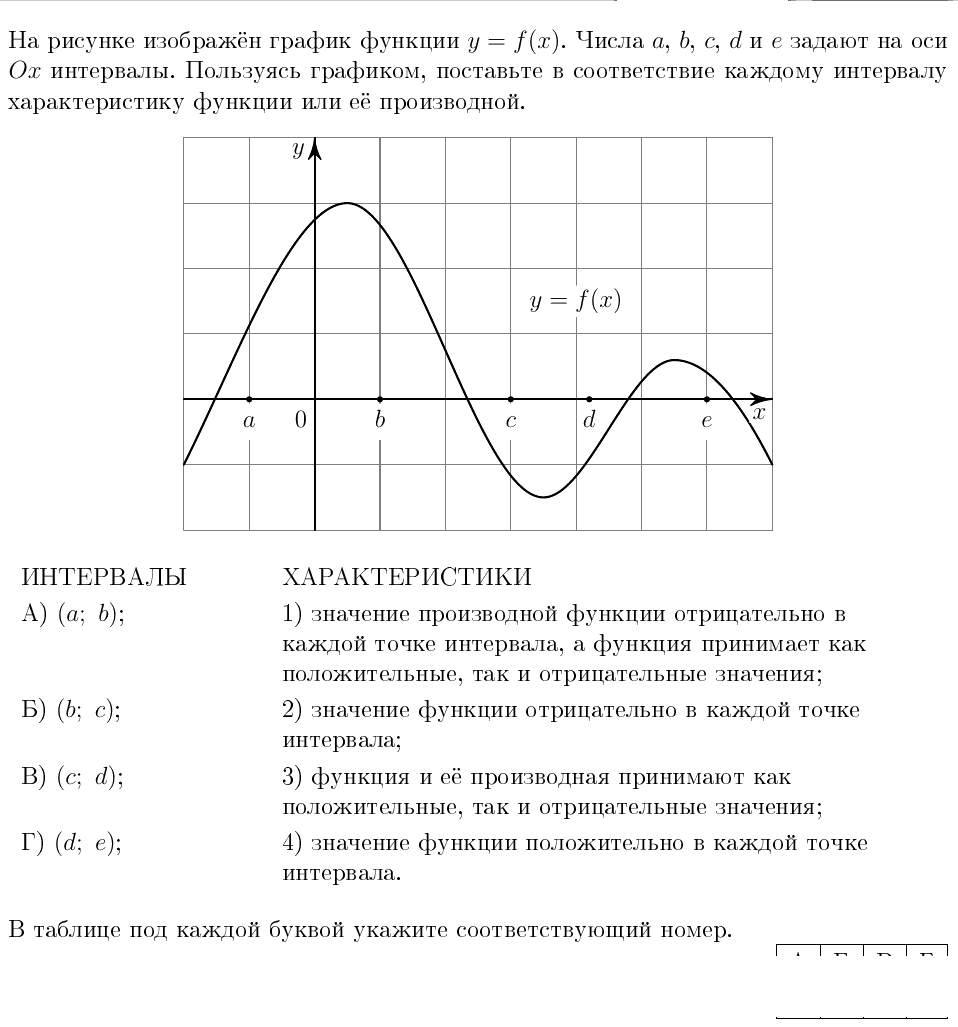 На рисунке изображён график функции y = f(x). Числа a, b, c, d и e задают на оси
Ox интервалы. Пользуясь графиком, поставьте в соответствие каждому интервалу
характеристику функции или её производной.
y
y = f(x)
a 0 b c d e x
ИНТЕРВАЛЫ ХАРАКТЕРИСТИКИ
А) (a; b); 1) значение производной функции отрицательно в
каждой точке интервала, а функция принимает как
положительные, так и отрицательные значения;
Б) (b; c); 2) значение функции отрицательно в каждой точке
интервала;
В) (c; d); 3) функция и её производная принимают как
положительные, так и отрицательные значения;
Г) (d; e); 4) значение функции положительно в каждой точке
интервала.
В таблице под каждой буквой укажите соответствующий номер.